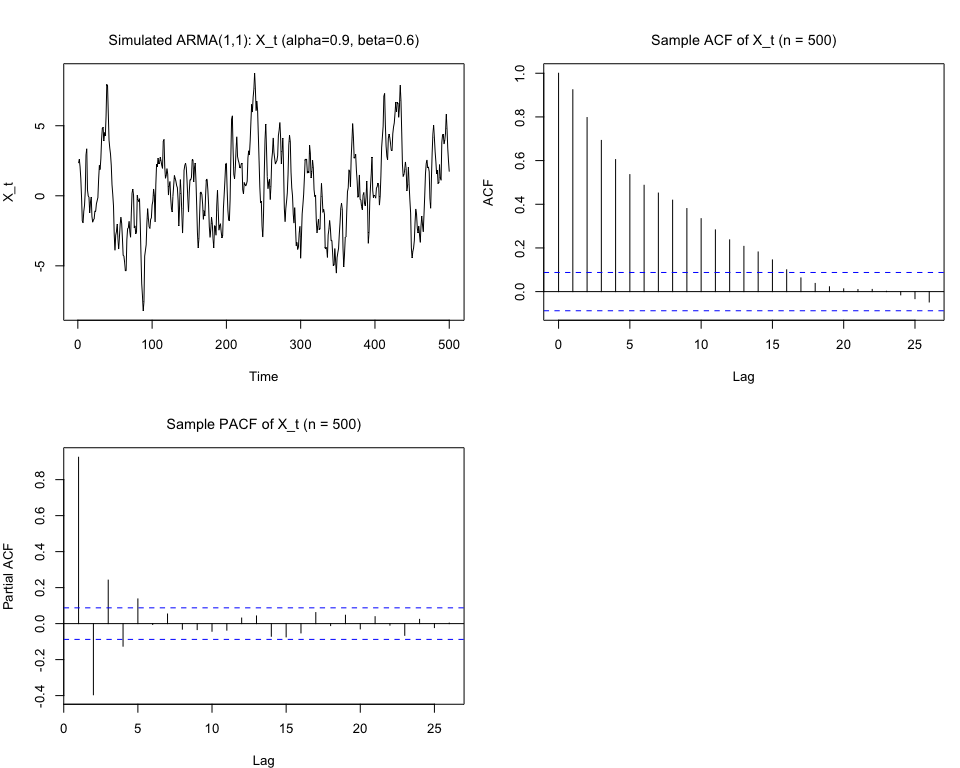 Simulated ARMA(1,1): X_t (alpha=0.9, beta=0.6)
X_t
5
0
-5
0 100 200 300 400 500
Time
Sample ACF of X_t (n = 500)
ACF
1.0
0.8
0.6
0.4
0.2
0.0
0 5 10 15 20 25
Lag
Sample PACF of X_t (n = 500)
Partial ACF
0.8
0.6
0.4
0.2
0.0
-0.2
-0.4
0 5 10 15 20 25
Lag